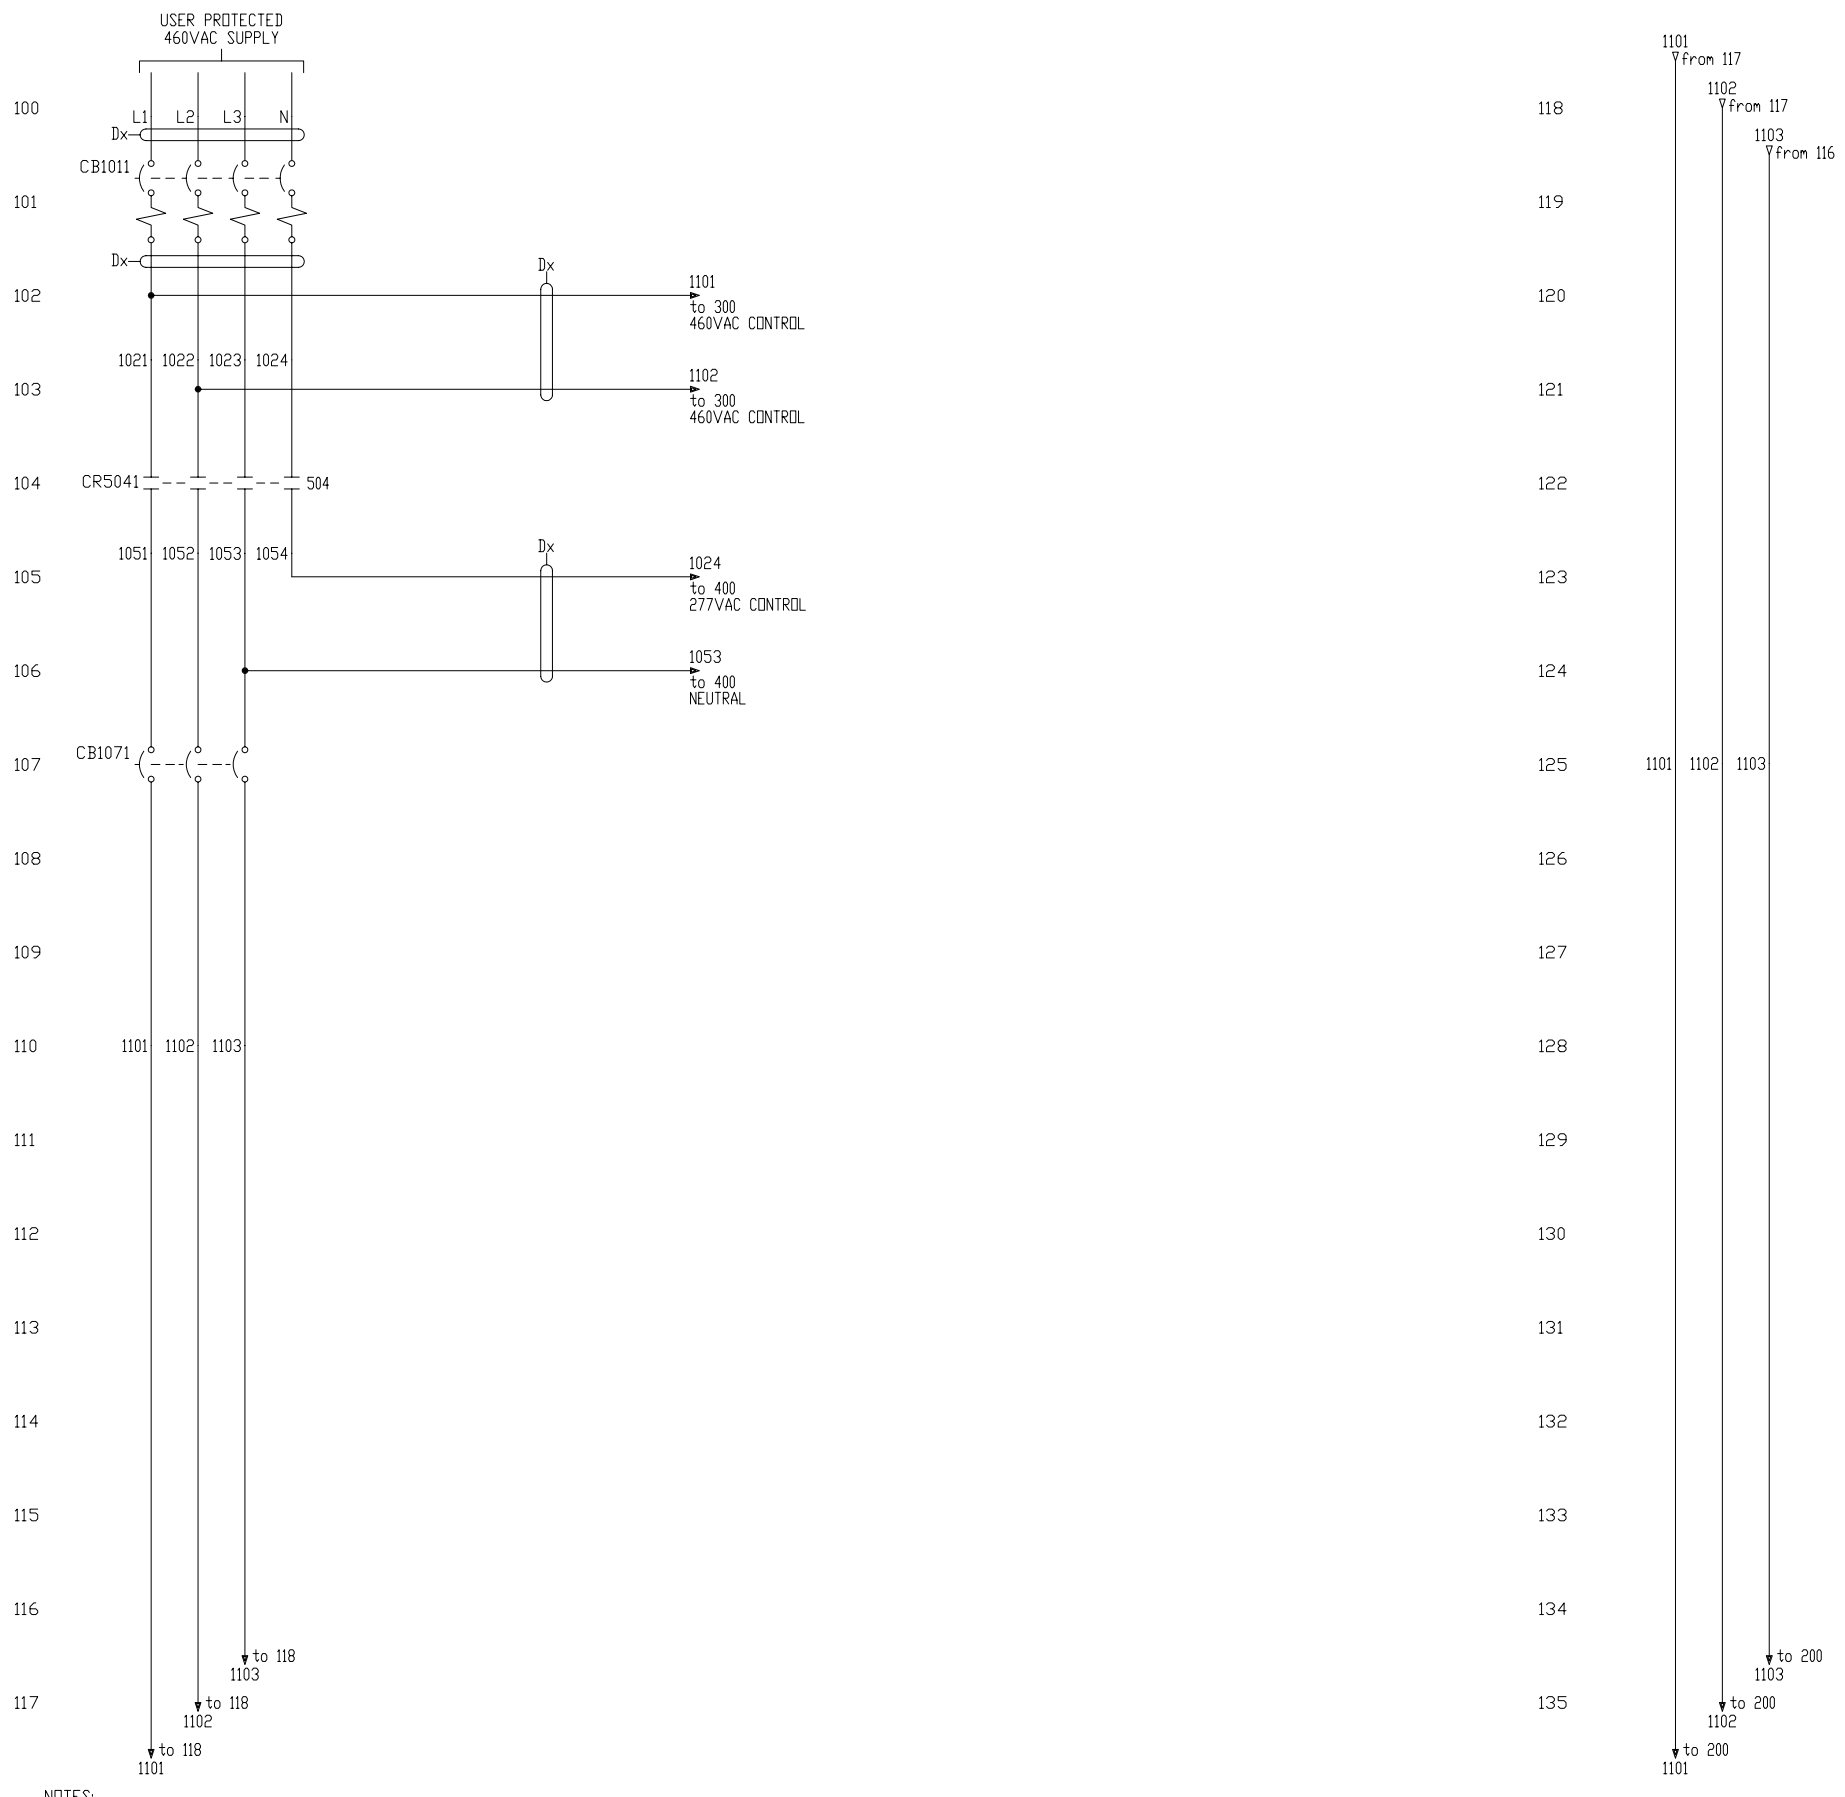 USER PROTECTED
460VAC SUPPLY
100
L1 L2 L3 N
Dx
CB1011
101
Dx
Dx
102
1101
to 300
460VAC CONTROL
1021 1022 1023 1024
103
1102
to 300
460VAC CONTROL
104
CR5041
504
1051 1052 1053 1054
Dx
105
1024
to 400
277VAC CONTROL
106
1053
to 400
NEUTRAL
107
CB1071
108
109
110
1101 1102 1103
111
112
113
114
115
116
to 118
1103
117
to 118
1102
to 118
1101
NOTES:
1101
from 117
1102
from 117
118
1103
from 116
119
120
121
122
123
124
125
1101 1102 1103
126
127
128
129
130
131
132
133
134
to 200
1103
135
to 200
1102
to 200
1101